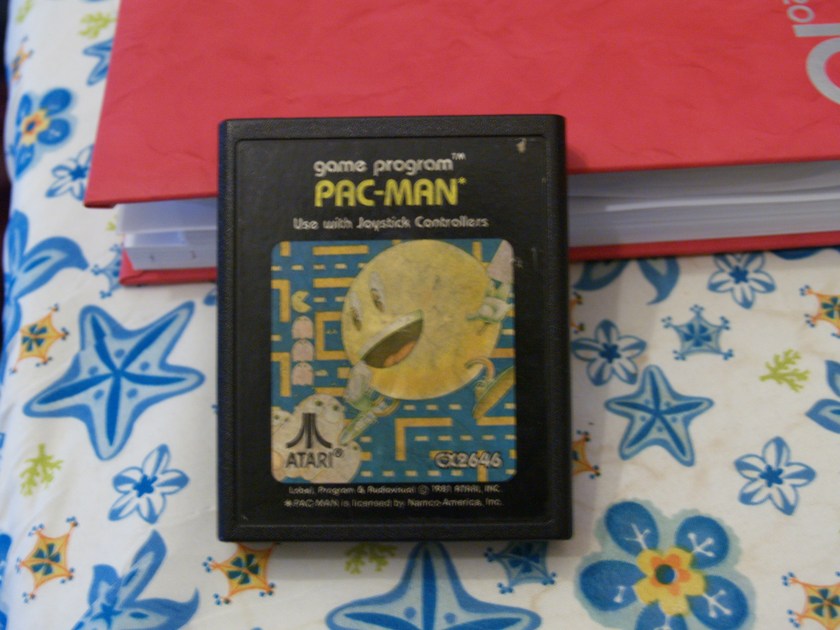 game program™
PAC-MAN®
Use with Joystick Controllers
ATARI®
CX2646
Label, Program & Audiovisual © 1981 ATARI, INC.
PAC-MAN is licensed by Namco-America, Inc.